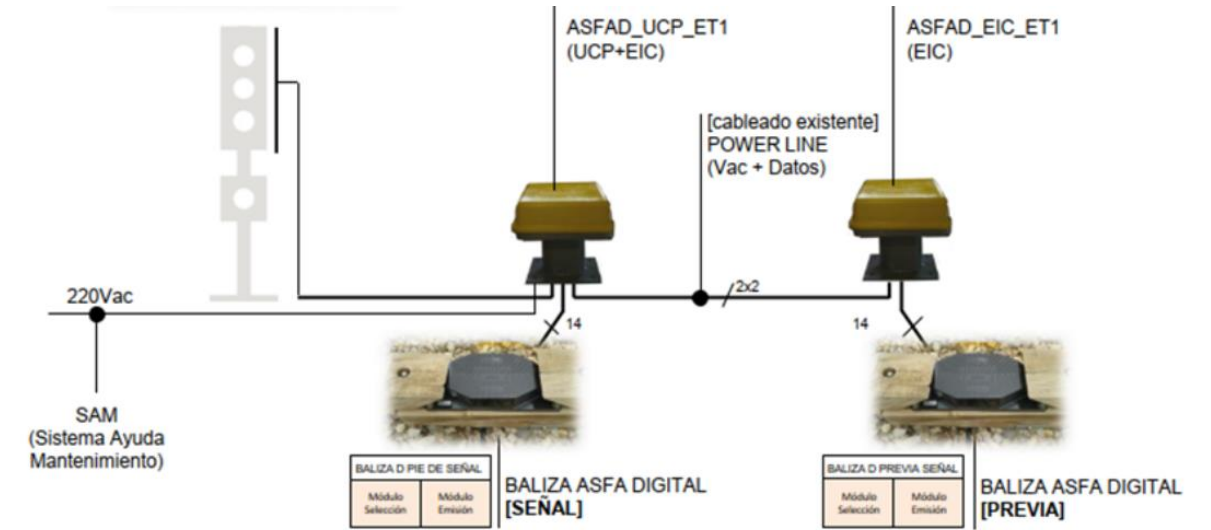 ASFAD_UCP_ET1
(UCP+EIC)
ASFAD_EIC_ET1
(EIC)
[cableado existente]
POWER LINE
(Vac + Datos)
220Vac
2x2
14
14
SAM
(Sistema Ayuda
Mantenimiento)
BALIZA D PIE DE SEÑAL
Módulo
Selección
Módulo
Emisión
BALIZA ASFA DIGITAL
[SEÑAL]
BALIZA D PREVIA SEÑAL
Módulo
Selección
Módulo
Emisión
BALIZA ASFA DIGITAL
[PREVIA]